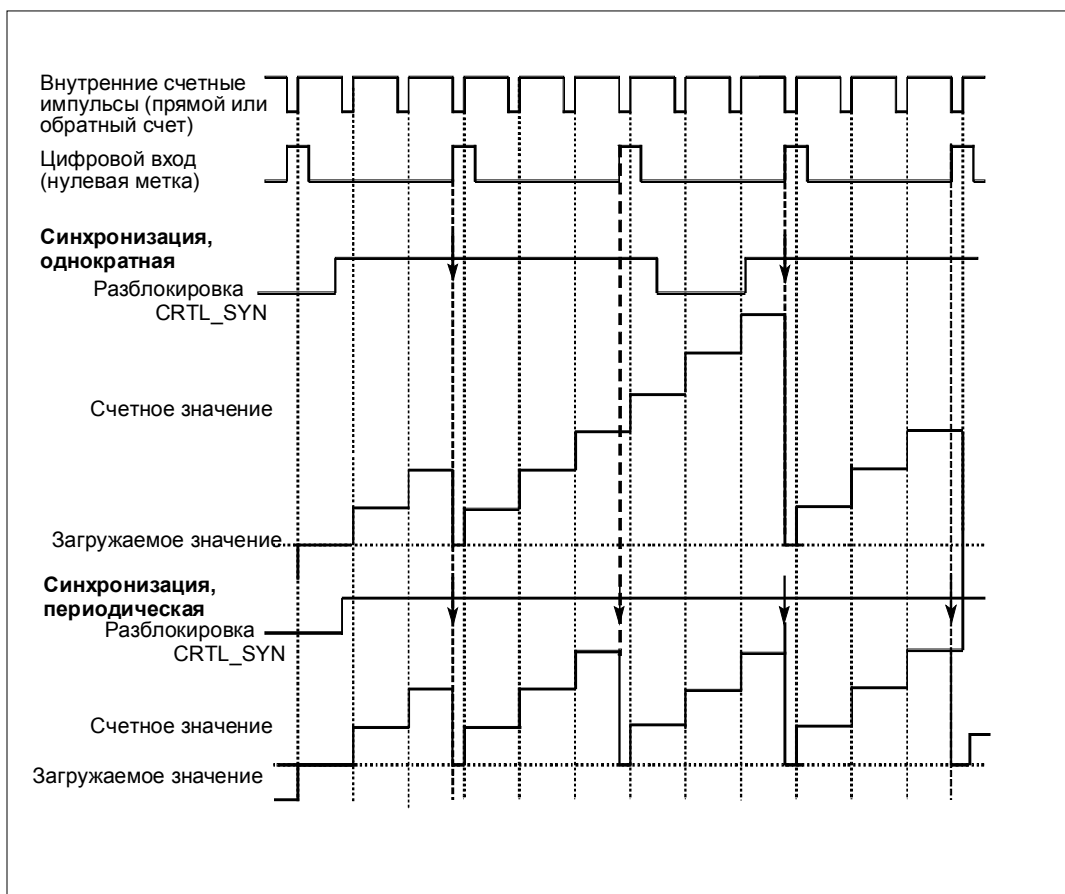 Внутренние счетные
импульсы (прямой или
обратный счет)
Цифровой вход
(нулевая метка)
Синхронизация,
однократная
Разблокировка
CRTL_SYN
Счетное значение
Загружаемое значение
Синхронизация,
периодическая
Разблокировка
CRTL_SYN
Счетное значение
Загружаемое значение